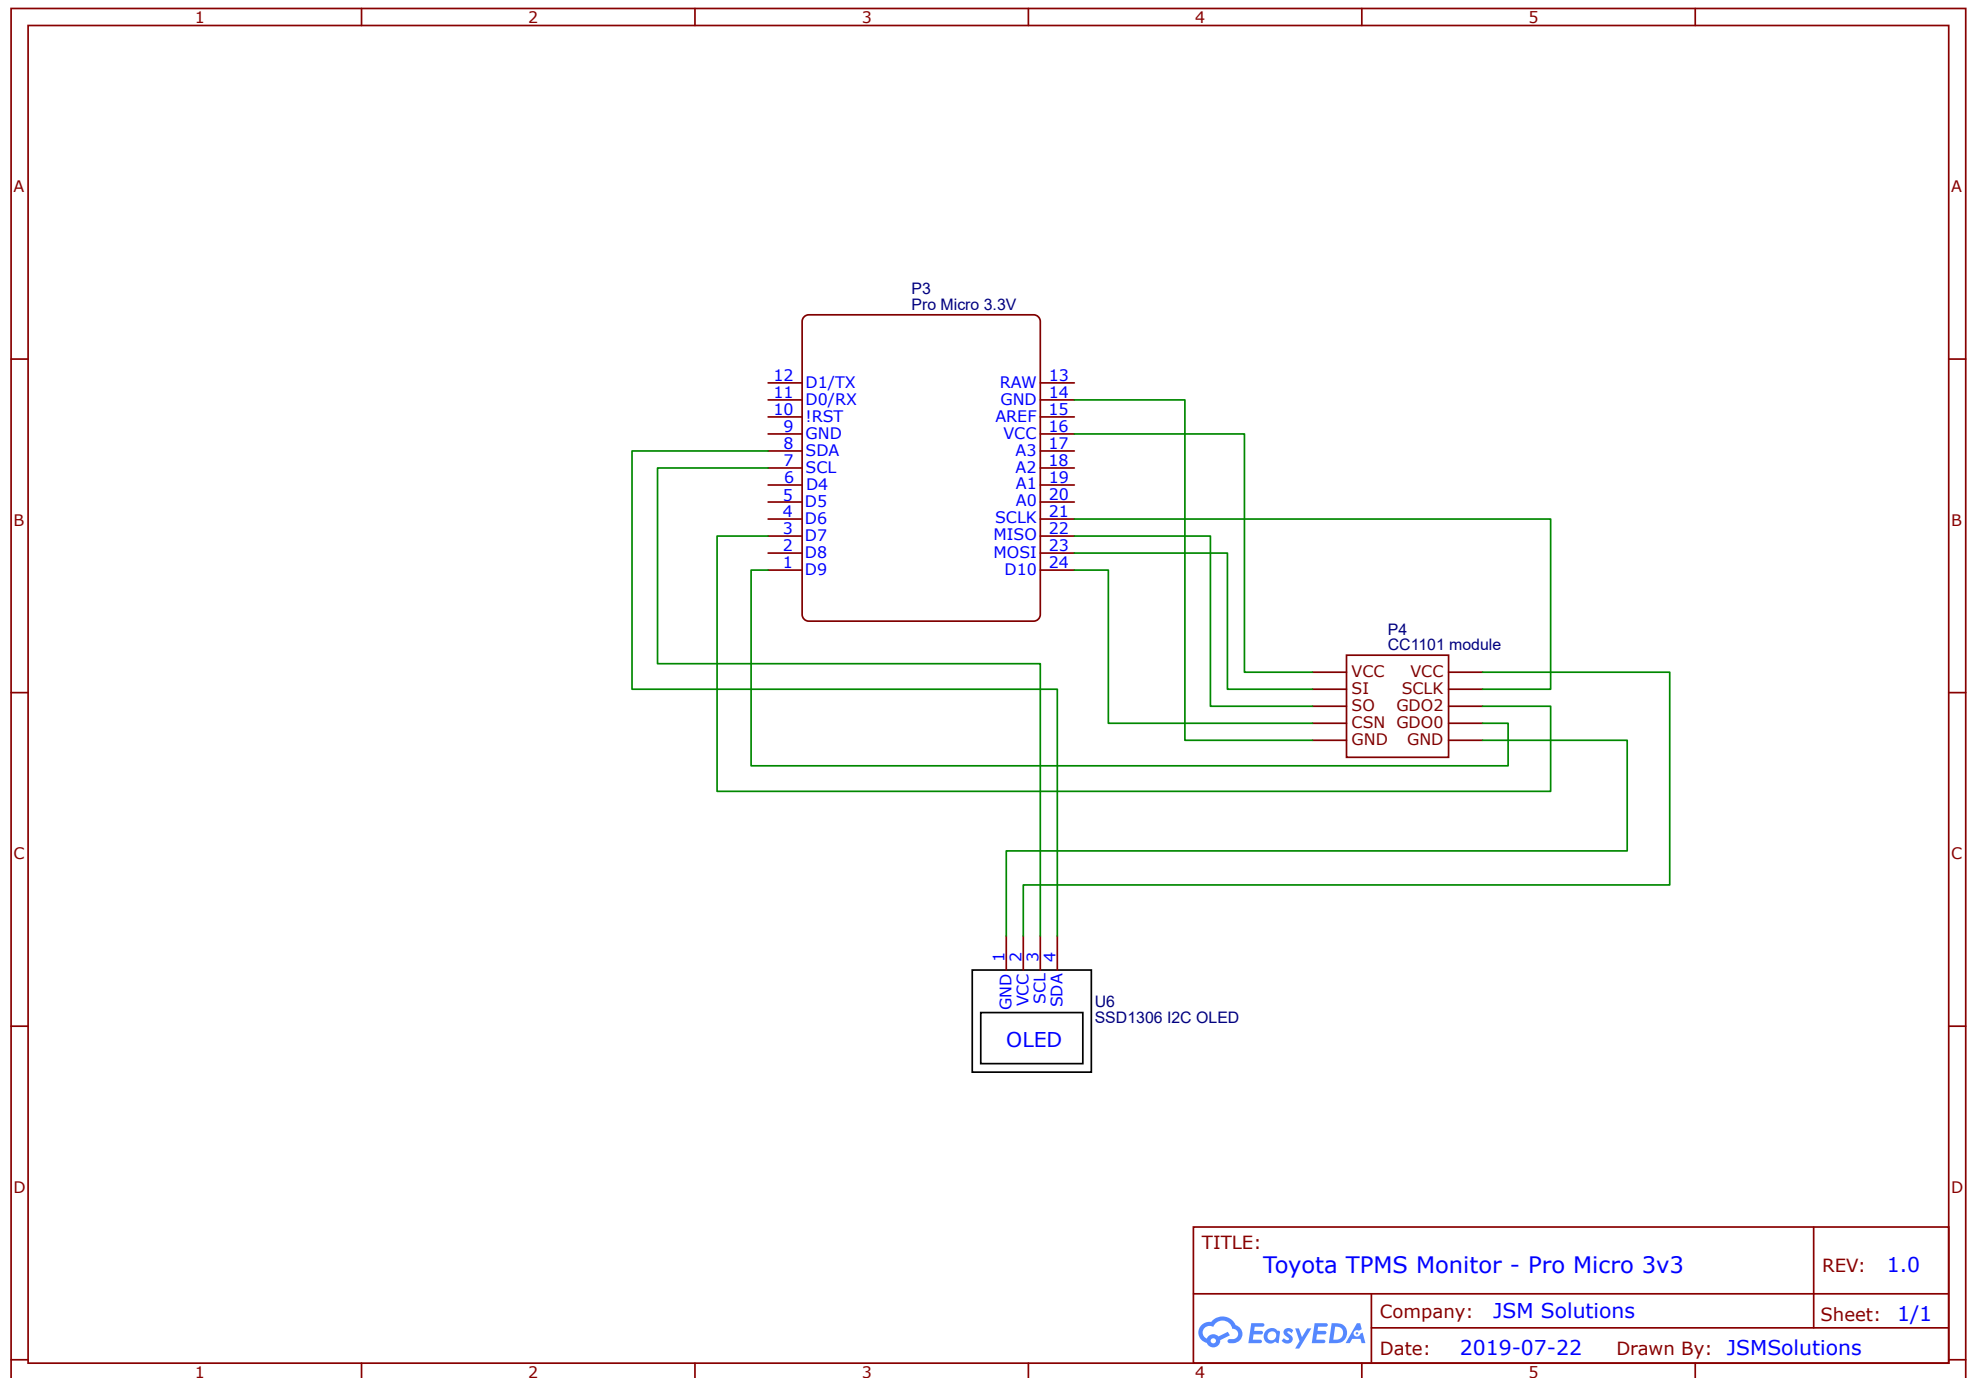 1 2 3 4 5
A A
P3
Pro Micro 3.3V
12 D1/TX RAW 13
11 D0/RX GND 14
10 !RST AREF 15
9 GND VCC 16
8 SDA A3 17
7 SCL A2 18
6 D4 A1 19
5 D5 A0 20
B B
4 D6 SCLK 21
3 D7 MISO 22
2 D8 MOSI 23
1 D9 D10 24
P4
CC1101 module
VCC VCC
SI SCLK
SO GDO2
CSN GDO0
GND GND
C C
1 2 3 4
GND VCC SCL SDA
U6
SSD1306 I2C OLED
OLED
D D
TITLE:
Toyota TPMS Monitor - Pro Micro 3v3
REV: 1.0
EasyEDA
Company: JSM Solutions
Sheet: 1/1
Date: 2019-07-22 Drawn By: JSMSolutions
1 2 3 4 5